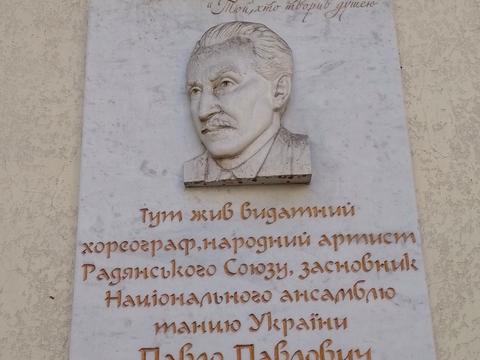 "Той, хто творив душею
Тут жив видатний
хореограф, народний артист
Радянського Союзу, засновник
Національного ансамблю
танцю України
Павло Павлович